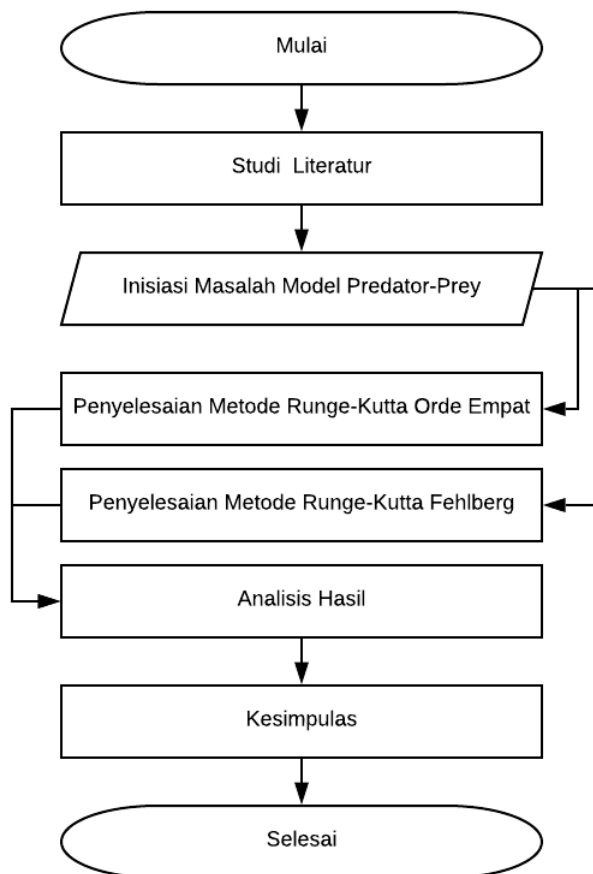 Mulai
Studi Literatur
Inisiasi Masalah Model Predator-Prey
Penyelesaian Metode Runge-Kutta Orde Empat
Penyelesaian Metode Runge-Kutta Fehlberg
Analisis Hasil
Kesimpulas
Selesai